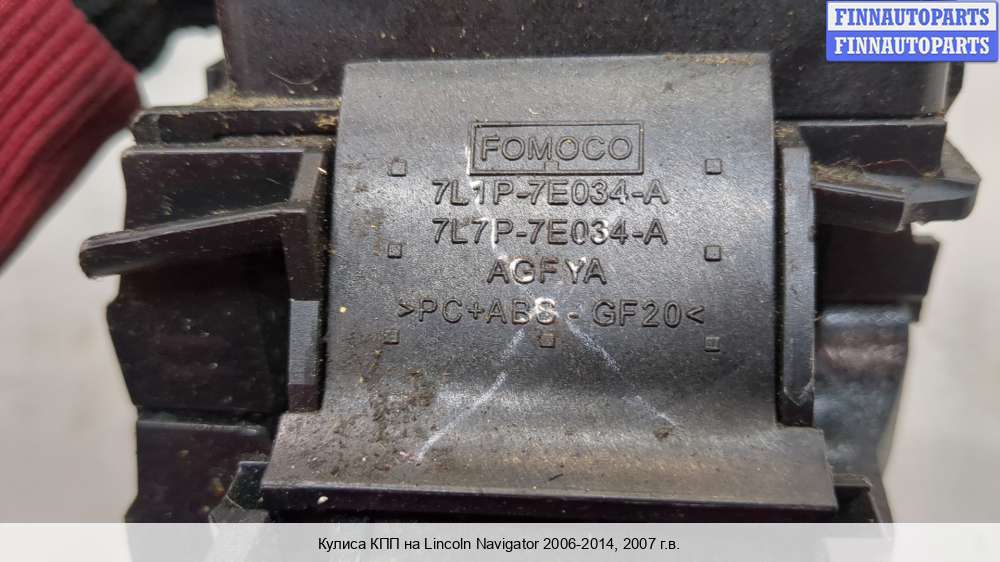 FINNAUTOPARTS
FINNAUTOPARTS
FOMOCO
7L1P-7E034-A
7L7P-7E034-A
AGFYA
>PC+ABS - GF20<
Кулиса КПП на Lincoln Navigator 2006-2014, 2007 г.в.